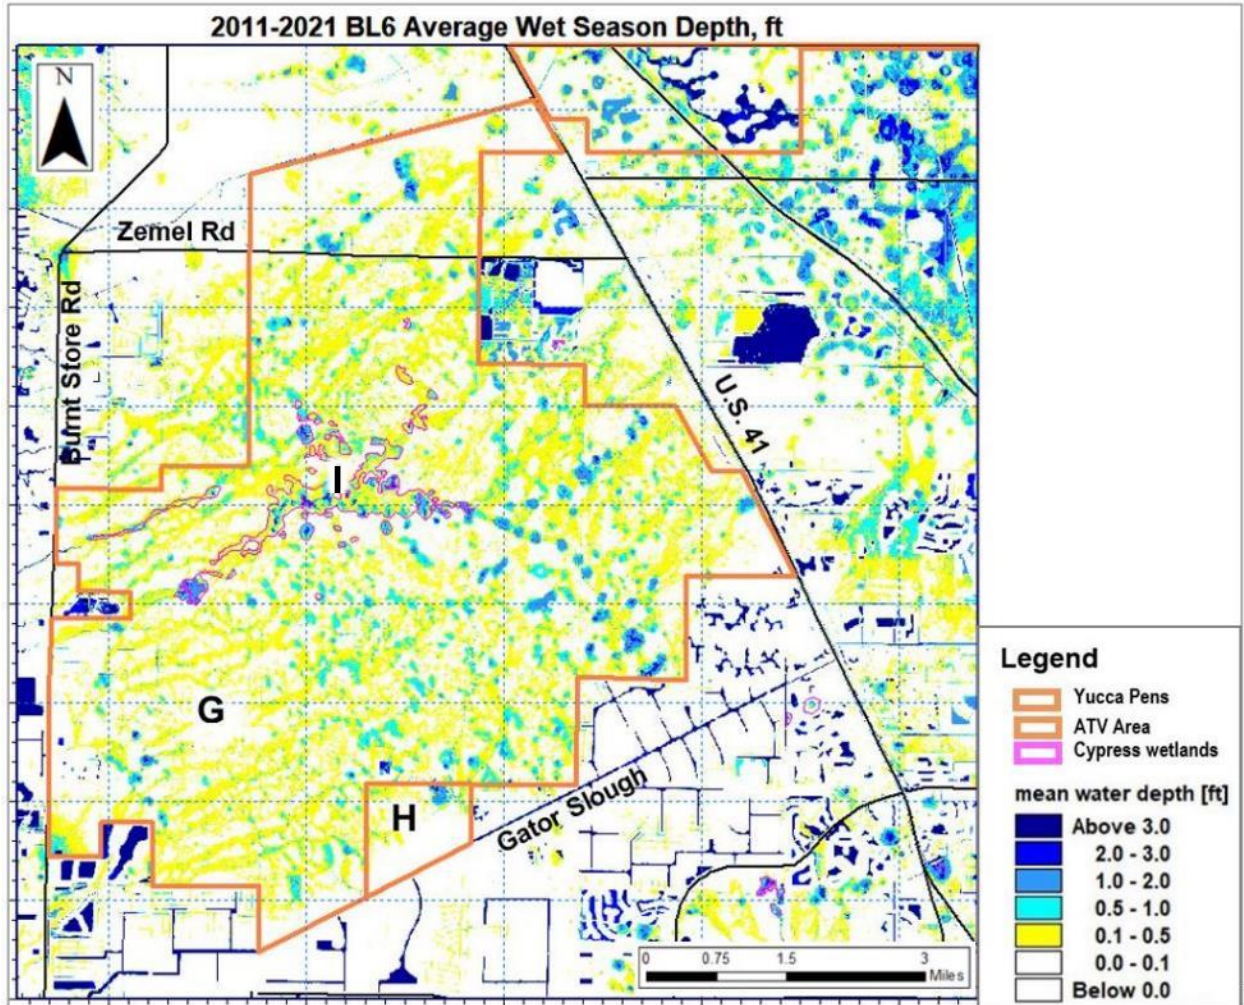 2011-2021 BL6 Average Wet Season Depth, ft
N
Zemel Rd
Burnt Store Rd
U.S. 41
I
G
H
Gator Slough
0 0.75 1.5 3
Miles
Legend
Yucca Pens
ATV Area
Cypress wetlands
mean water depth [ft]
Above 3.0
2.0 - 3.0
1.0 - 2.0
0.5 - 1.0
0.1 - 0.5
0.0 - 0.1
Below 0.0